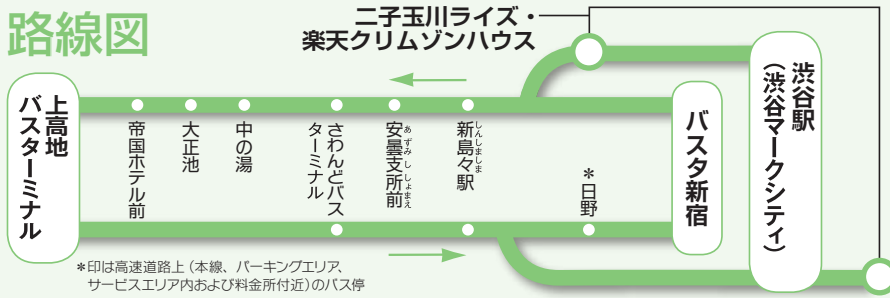 路線図
二子玉川ライズ・
楽天クリムゾンハウス
上高地
バスターミナル
帝国ホテル前
大正池
中の湯
さわんどバス
ターミナル
安曇支所前
あずみししょまえ
新島々駅
しんしましま
*日野
バスタ新宿
渋谷駅
(渋谷マークシティ)
*印は高速道路上(本線、パーキングエリア、
サービスエリア内および料金所付近)のバス停